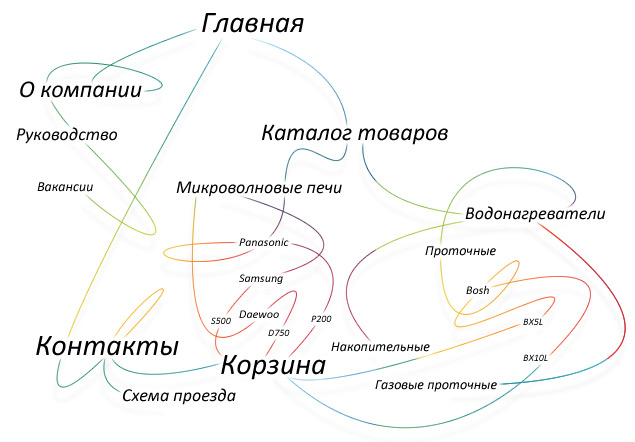 Главная
О компании
Руководство
Каталог товаров
Вакансии
Микроволновые печи
Водонагреватели
Panasonic
Проточные
Samsung
Bosh
S500
Daewoo
P200
BX5L
D750
Контакты
Накопительные
Корзина
BX10L
Газовые проточные
Схема проезда